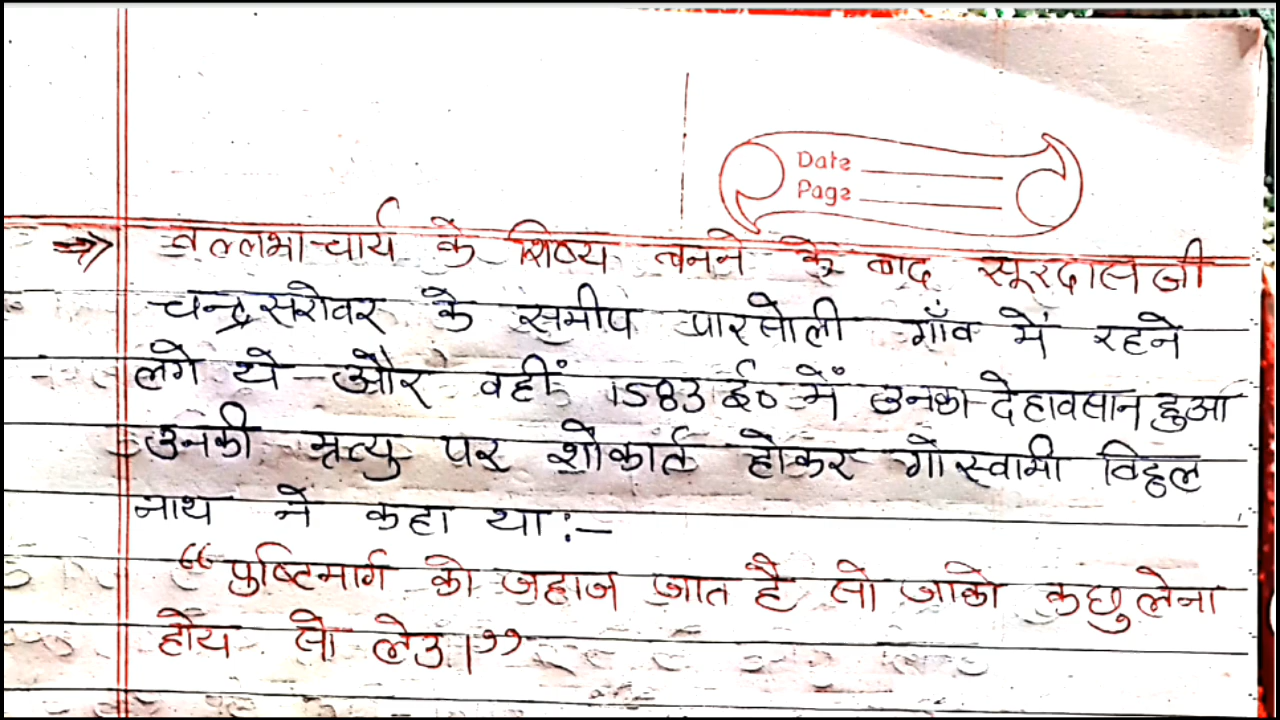 Date
Page
⇒ वल्लभाचार्य के शिष्य बनने के बाद सूरदास जी
चन्द्रसरोवर के समीप पारसोली गाँव में रहने
लगे थे और वहीं 1583 ई० में उनका देहावसान हुआ
उनकी म्रत्यु पर शोकार्त होकर गोस्वामी विट्ठल
नाथ ने कहा था:–
“पुष्टिमार्ग को जहाज जात है सो जाको कछु लेना
होय सो लेउ।”